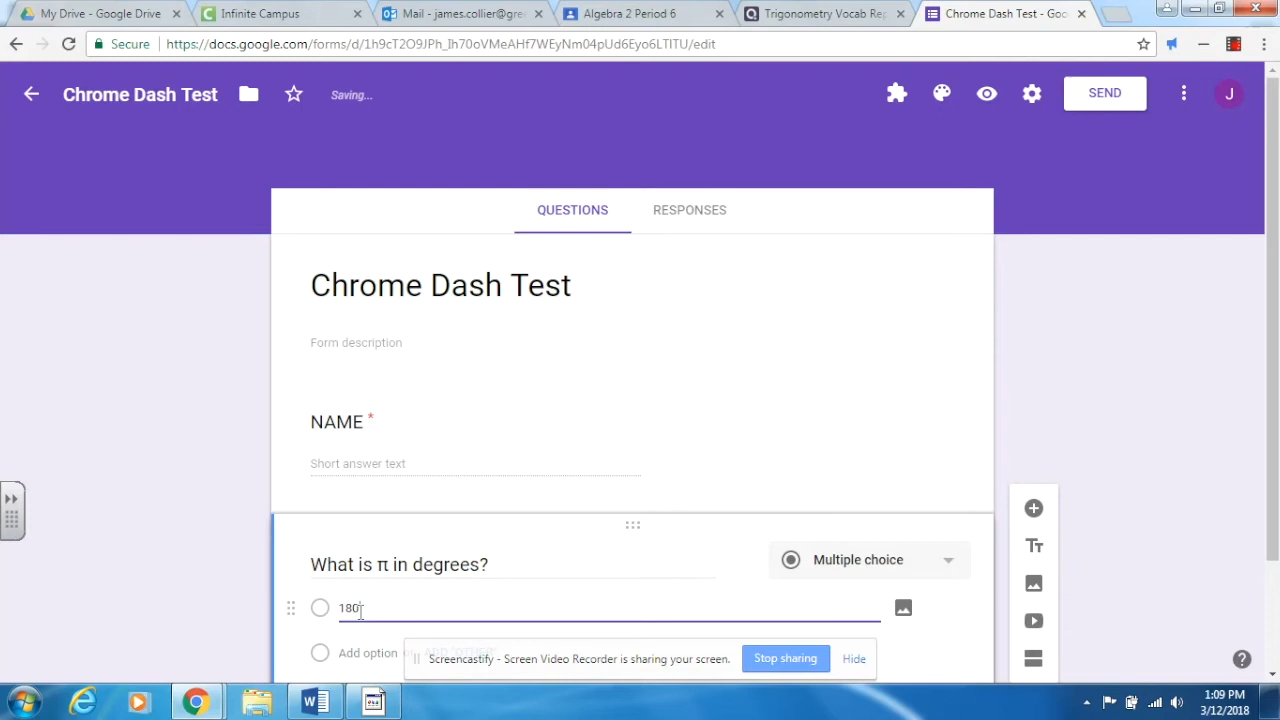 My Drive - Google Drive
Infinite Campus
Mail - james.collier@gre
Algebra 2 Period 6
Trigonometry Vocab Rep
Chrome Dash Test - Goo
Secure https://docs.google.com/forms/d/1h9cT2O9JPh_Ih70oVMeAHf7WEyNm04pUd6Eyo6LTITU/edit
Chrome Dash Test
Saving...
SEND
J
QUESTIONS
RESPONSES
Chrome Dash Test
Form description
NAME *
Short answer text
What is π in degrees?
Multiple choice
180
Add option
Screencastify - Screen Video Recorder is sharing your screen.
Stop sharing
Hide
1:09 PM
3/12/2018